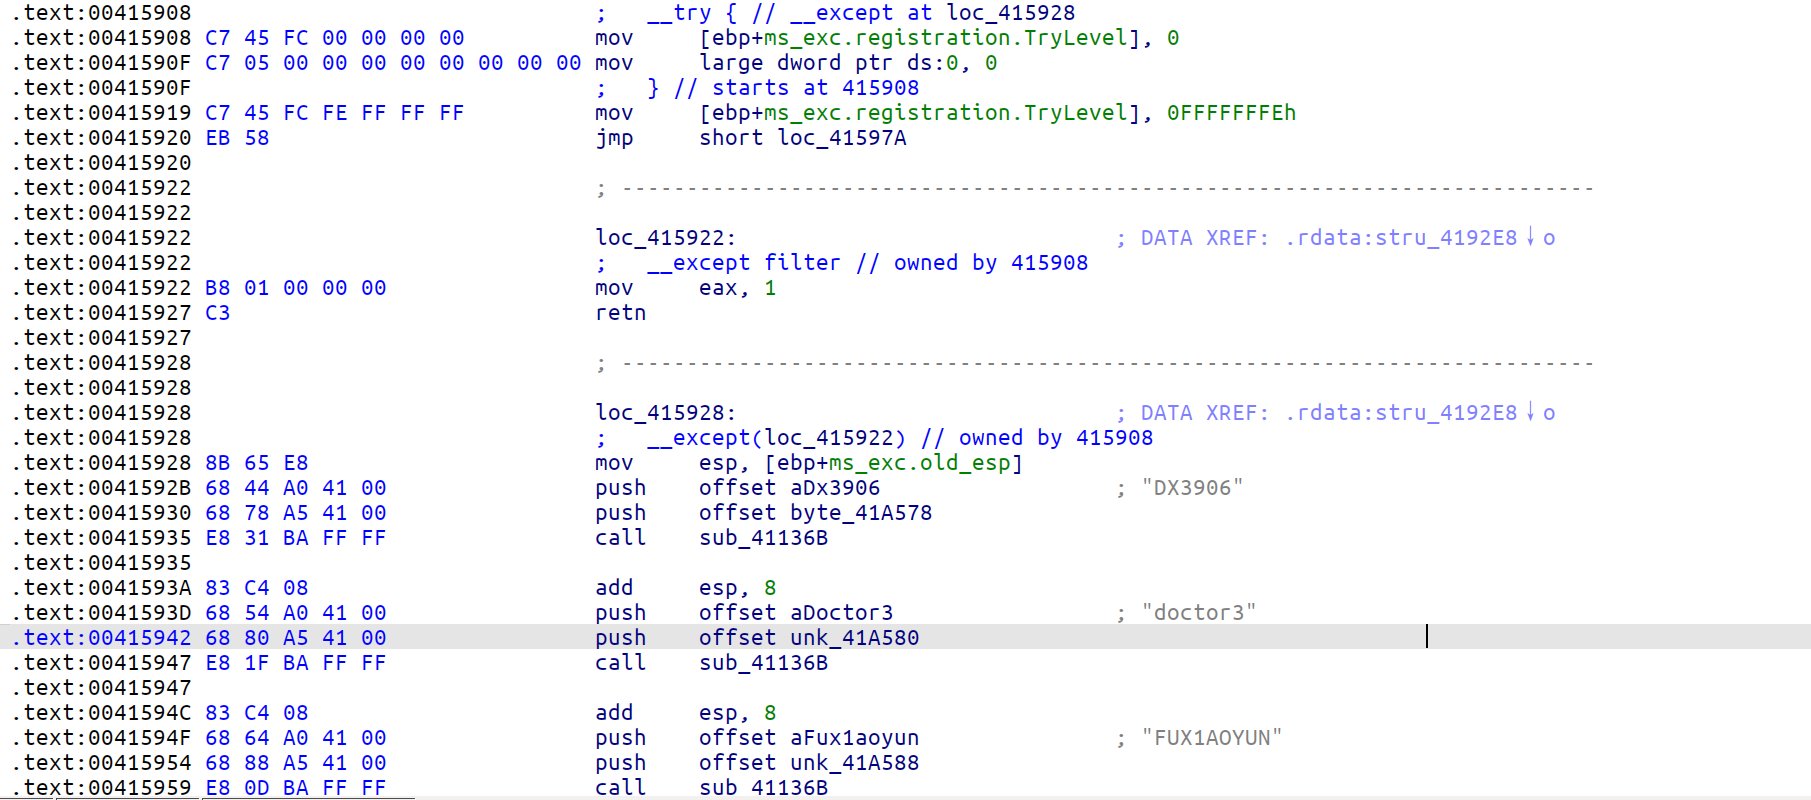 .text:00415908 ; __try { // __except at loc_415928
.text:00415908 C7 45 FC 00 00 00 00 mov [ebp+ms_exc.registration.TryLevel], 0
.text:0041590F C7 05 00 00 00 00 00 00 00 00 mov large dword ptr ds:0, 0
.text:0041590F ; } // starts at 415908
.text:00415919 C7 45 FC FE FF FF FF mov [ebp+ms_exc.registration.TryLevel], 0FFFFFFFEh
.text:00415920 EB 58 jmp short loc_41597A
.text:00415920
.text:00415922 ; ---------------------------------------------------------------------------
.text:00415922
.text:00415922 loc_415922: ; DATA XREF: .rdata:stru_4192E8↓o
.text:00415922 ; __except filter // owned by 415908
.text:00415922 B8 01 00 00 00 mov eax, 1
.text:00415927 C3 retn
.text:00415927
.text:00415928 ; ---------------------------------------------------------------------------
.text:00415928
.text:00415928 loc_415928: ; DATA XREF: .rdata:stru_4192E8↓o
.text:00415928 ; __except(loc_415922) // owned by 415908
.text:00415928 8B 65 E8 mov esp, [ebp+ms_exc.old_esp]
.text:0041592B 68 44 A0 41 00 push offset aDx3906 ; "DX3906"
.text:00415930 68 78 A5 41 00 push offset byte_41A578
.text:00415935 E8 31 BA FF FF call sub_41136B
.text:00415935
.text:0041593A 83 C4 08 add esp, 8
.text:0041593D 68 54 A0 41 00 push offset aDoctor3 ; "doctor3"
.text:00415942 68 80 A5 41 00 push offset unk_41A580
.text:00415947 E8 1F BA FF FF call sub_41136B
.text:00415947
.text:0041594C 83 C4 08 add esp, 8
.text:0041594F 68 64 A0 41 00 push offset aFux1aoyun ; "FUX1AOYUN"
.text:00415954 68 88 A5 41 00 push offset unk_41A588
.text:00415959 E8 0D BA FF FF call sub_41136B